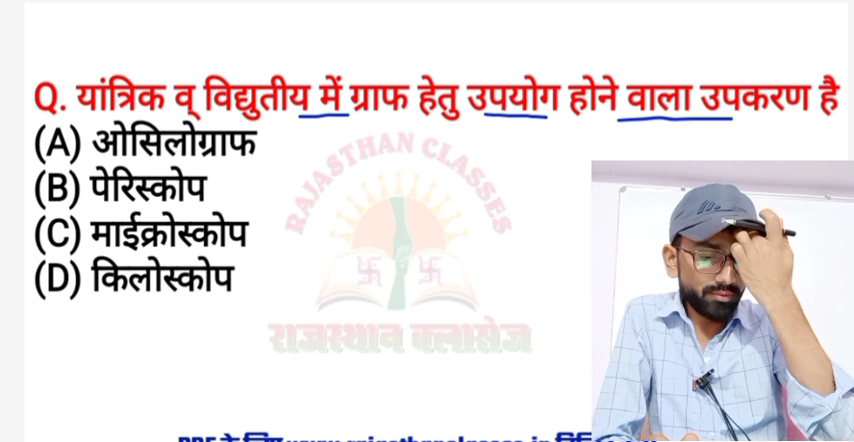 Q. यांत्रिक व् विद्युतीय में ग्राफ हेतु उपयोग होने वाला उपकरण है
(A) ओसिलोग्राफ
(B) पेरिस्कोप
(C) माईक्रोस्कोप
(D) किलोस्कोप
RAJASTHAN CLASSES
राजस्थान क्लासेज